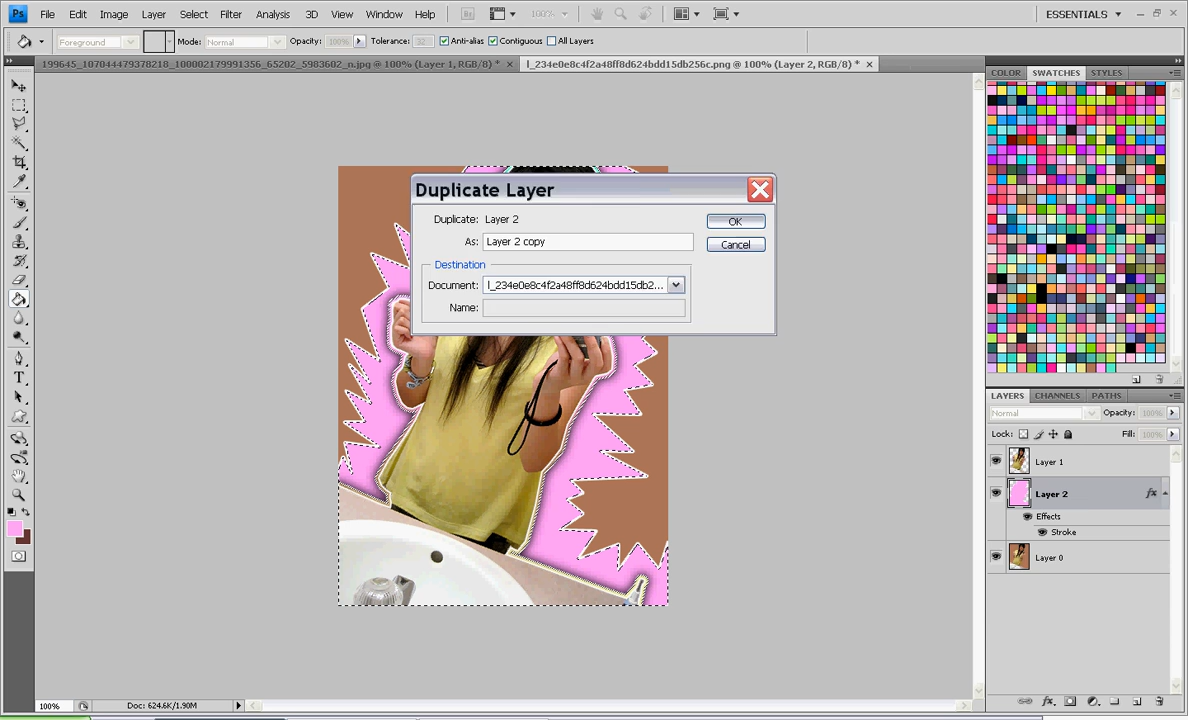 Ps File Edit Image Layer Select Filter Analysis 3D View Window Help Br 100% ESSENTIALS
Foreground Mode: Normal Opacity: 100% Tolerance: 32 Anti-alias Contiguous All Layers
199645_107044479378218_100002179991356_65202_5983602_n.jpg @ 100% (Layer 1, RGB/8) * l_234e0e8c4f2a48ff8d624bdd15db256c.png @ 100% (Layer 2, RGB/8) *
COLOR SWATCHES STYLES
Duplicate Layer
Duplicate: Layer 2
OK
As: Layer 2 copy
Cancel
Destination
Document: l_234e0e8c4f2a48ff8d624bdd15db2...
Name:
LAYERS CHANNELS PATHS
Normal Opacity: 100%
Lock: Fill: 100%
Layer 1
Layer 2 fx
Effects
Stroke
Layer 0
100% Doc: 624.6K/1.90M